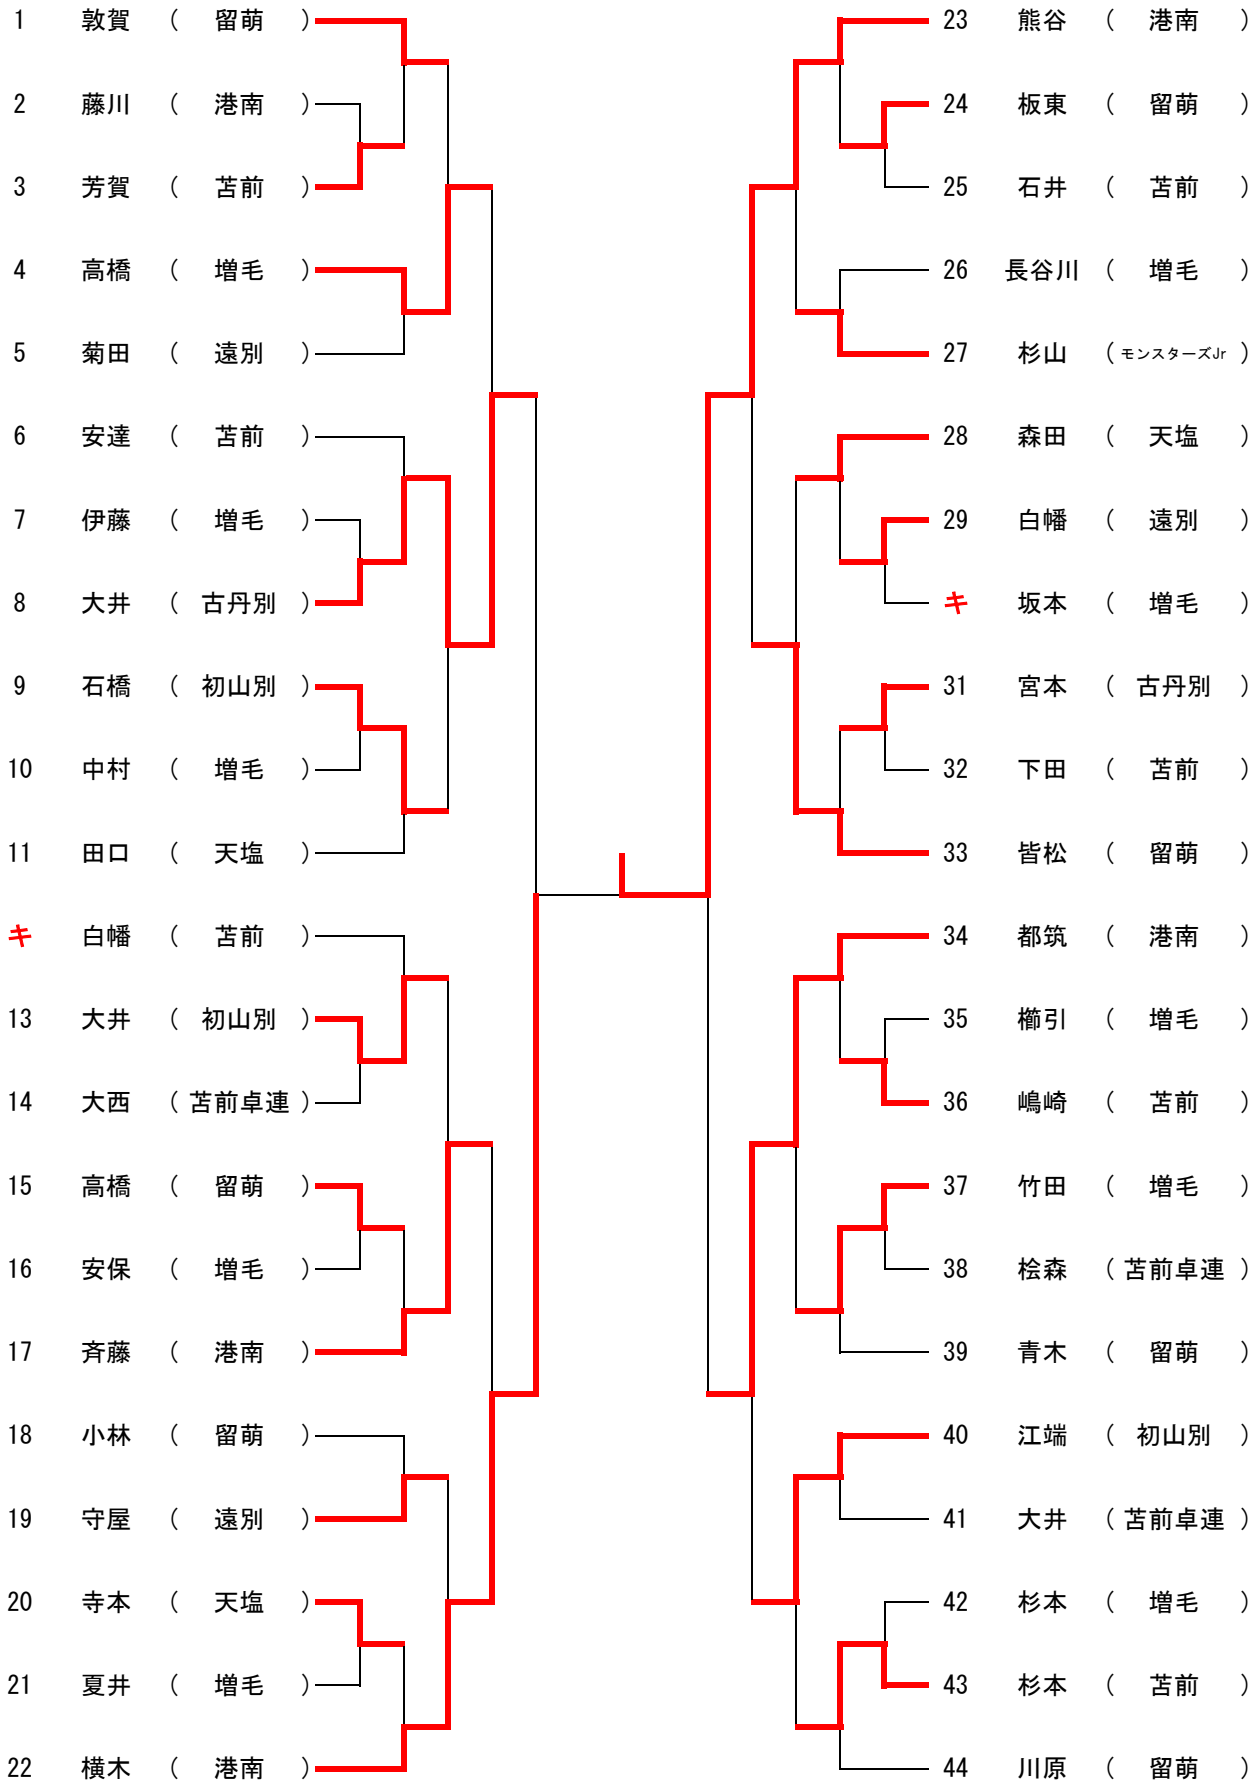 1 敦賀 ( 留萌 )
2 藤川 ( 港南 )
3 芳賀 ( 苫前 )
4 高橋 ( 増毛 )
5 菊田 ( 遠別 )
6 安達 ( 苫前 )
7 伊藤 ( 増毛 )
8 大井 ( 古丹別 )
9 石橋 ( 初山別 )
10 中村 ( 増毛 )
11 田口 ( 天塩 )
キ 白幡 ( 苫前 )
13 大井 ( 初山別 )
14 大西 ( 苫前卓連 )
15 高橋 ( 留萌 )
16 安保 ( 増毛 )
17 斉藤 ( 港南 )
18 小林 ( 留萌 )
19 守屋 ( 遠別 )
20 寺本 ( 天塩 )
21 夏井 ( 増毛 )
22 横木 ( 港南 )
23 熊谷 ( 港南 )
24 板東 ( 留萌 )
25 石井 ( 苫前 )
26 長谷川 ( 増毛 )
27 杉山 ( モンスターズJr )
28 森田 ( 天塩 )
29 白幡 ( 遠別 )
キ 坂本 ( 増毛 )
31 宮本 ( 古丹別 )
32 下田 ( 苫前 )
33 皆松 ( 留萌 )
34 都筑 ( 港南 )
35 櫛引 ( 増毛 )
36 嶋崎 ( 苫前 )
37 竹田 ( 増毛 )
38 桧森 ( 苫前卓連 )
39 青木 ( 留萌 )
40 江端 ( 初山別 )
41 大井 ( 苫前卓連 )
42 杉本 ( 増毛 )
43 杉本 ( 苫前 )
44 川原 ( 留萌 )